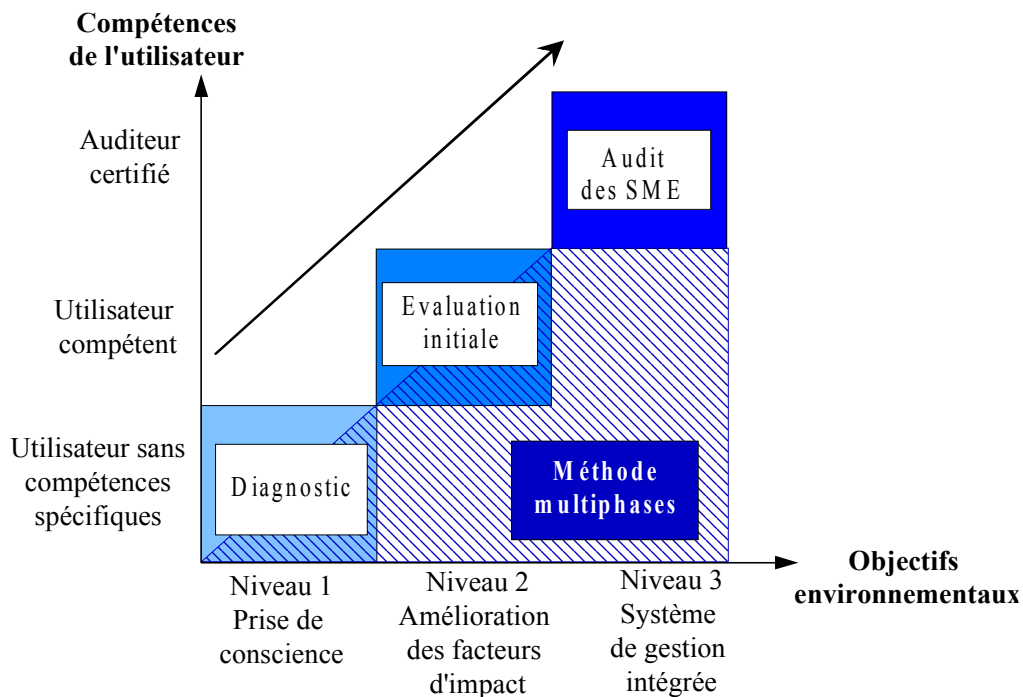 Compétences
de l'utilisateur
Auditeur
certifié
Audit
des SME
Utilisateur
compétent
Evaluation
initiale
Utilisateur sans
compétences
spécifiques
Diagnostic
Méthode
multiphases
Objectifs
environnementaux
Niveau 1
Prise de
conscience
Niveau 2
Amélioration
des facteurs
d'impact
Niveau 3
Système
de gestion
intégrée